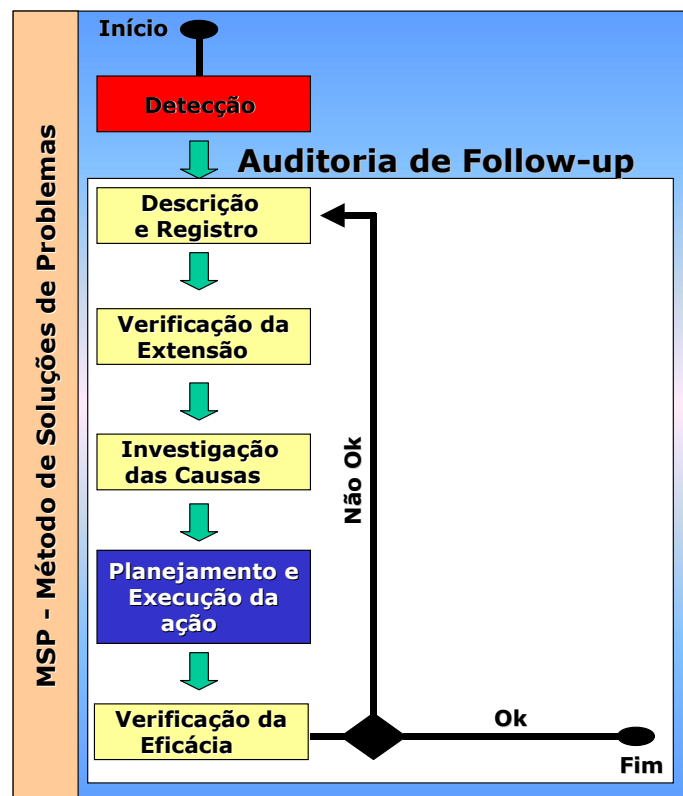 MSP - Método de Soluções de Problemas
Início
Detecção
Auditoria de Follow-up
Descrição
e Registro
Verificação da
Extensão
Investigação
das Causas
Não Ok
Planejamento e
Execução da
ação
Verificação da
Eficácia
Ok
Fim